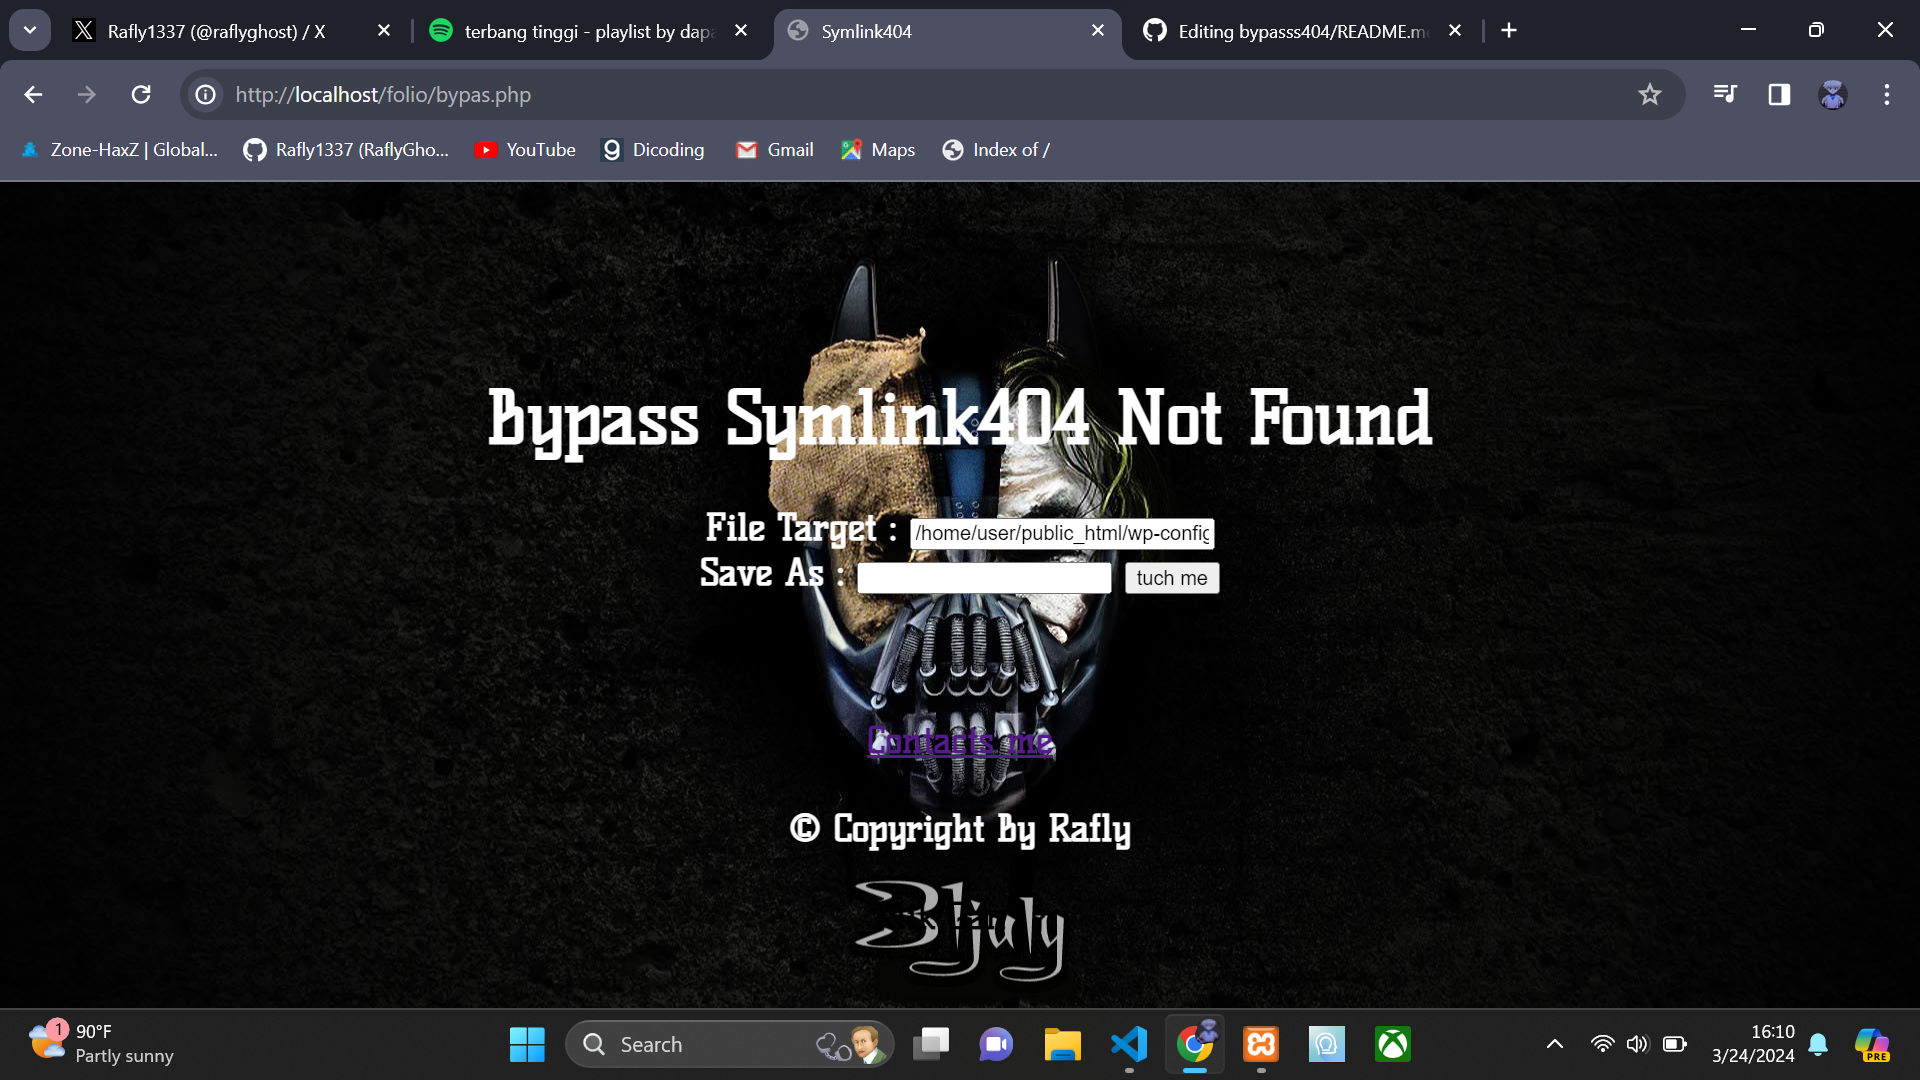 Rafly1337 (@raflyghost) / X
terbang tinggi - playlist by dapa
Symlink404
Editing bypasss404/README.md
http://localhost/folio/bypas.php
Zone-HaxZ | Global...
Rafly1337 (RaflyGho...
YouTube
Dicoding
Gmail
Maps
Index of /
Bypass Symlink404 Not Found
File Target : /home/user/public_html/wp-config
Save As :
tuch me
Contacts me
© Copyright By Rafly
Bljuly
1
90°F
Partly sunny
Search
PRE
16:10
3/24/2024